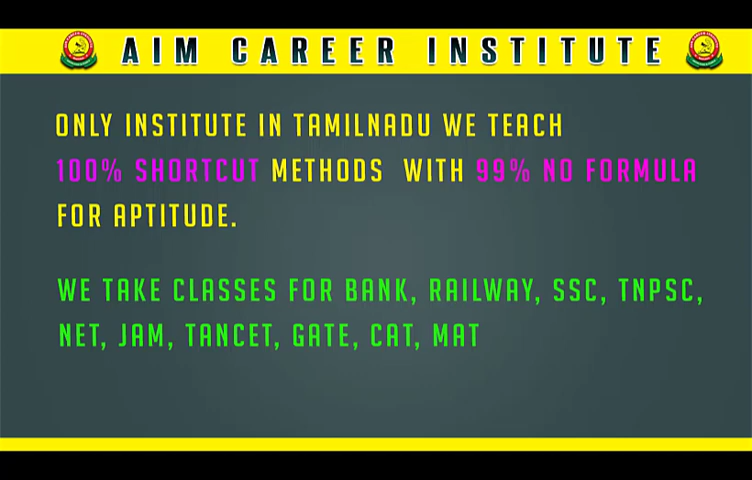 AIM CAREER INSTITUTE
ONLY INSTITUTE IN TAMILNADU WE TEACH
100% SHORTCUT METHODS WITH 99% NO FORMULA
FOR APTITUDE.
WE TAKE CLASSES FOR BANK, RAILWAY, SSC, TNPSC,
NET, JAM, TANCET, GATE, CAT, MAT